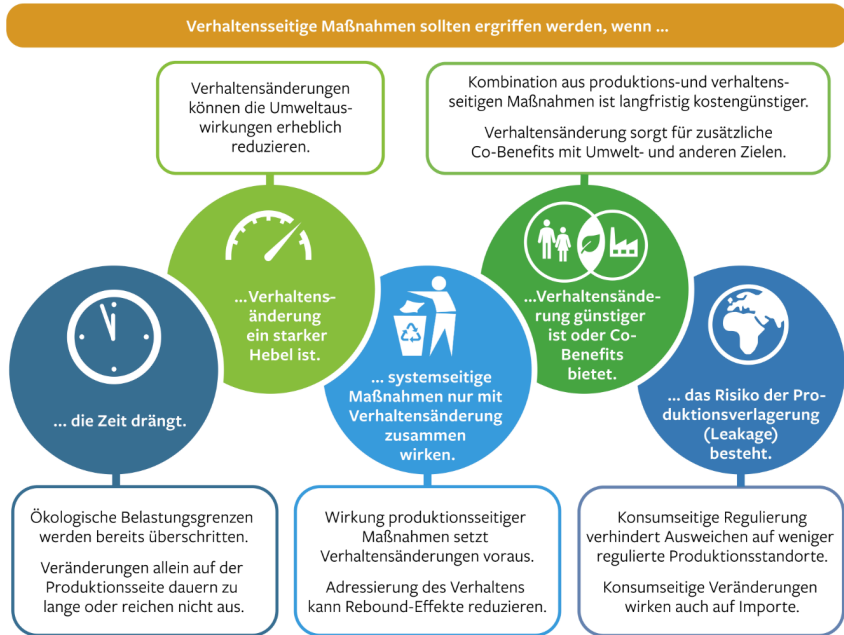 Verhaltensseitige Maßnahmen sollten ergriffen werden, wenn ...
Verhaltensänderungen
können die Umweltaus-
wirkungen erheblich
reduzieren.
Kombination aus produktions-und verhaltens-
seitigen Maßnahmen ist langfristig kostengünstiger.
Verhaltensänderung sorgt für zusätzliche
Co-Benefits mit Umwelt- und anderen Zielen.
... die Zeit drängt.
...Verhaltens-
änderung
ein starker
Hebel ist.
... systemseitige
Maßnahmen nur mit
Verhaltensänderung
zusammen
wirken.
...Verhaltensände-
rung günstiger
ist oder Co-
Benefits
bietet.
... das Risiko der Pro-
duktionsverlagerung
(Leakage)
besteht.
Ökologische Belastungsgrenzen
werden bereits überschritten.
Veränderungen allein auf der
Produktionsseite dauern zu
lange oder reichen nicht aus.
Wirkung produktionsseitiger
Maßnahmen setzt
Verhaltensänderungen voraus.
Adressierung des Verhaltens
kann Rebound-Effekte reduzieren.
Konsumseitige Regulierung
verhindert Ausweichen auf weniger
regulierte Produktionsstandorte.
Konsumseitige Veränderungen
wirken auch auf Importe.